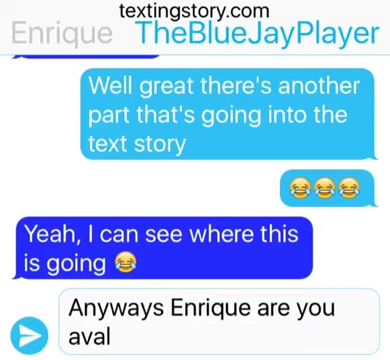 textingstory.com
Enrique TheBlueJayPlayer
Well great there's another
part that's going into the
text story
😂😂😂
Yeah, I can see where this
is going 😂
Anyways Enrique are you
aval